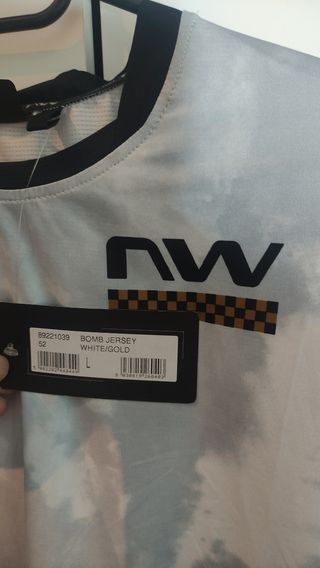 nw
89221039 BOMB JERSEY
52 WHITE/GOLD
L